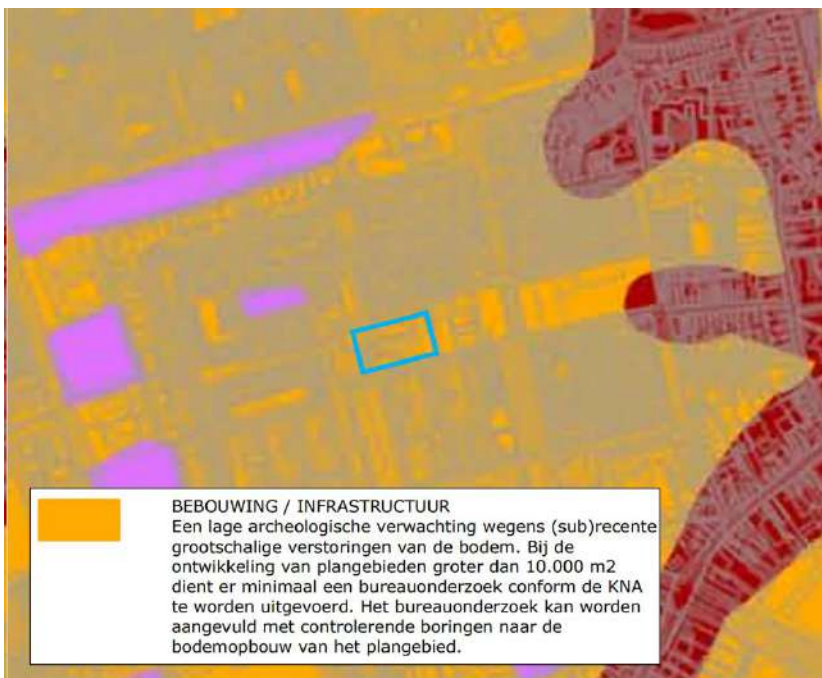 BEBOUWING / INFRASTRUCTUUR
Een lage archeologische verwachting wegens (sub)recente
grootschalige verstoringen van de bodem. Bij de
ontwikkeling van plangebieden groter dan 10.000 m2
dient er minimaal een bureauonderzoek conform de KNA
te worden uitgevoerd. Het bureauonderzoek kan worden
aangevuld met controlerende boringen naar de
bodemopbouw van het plangebied.